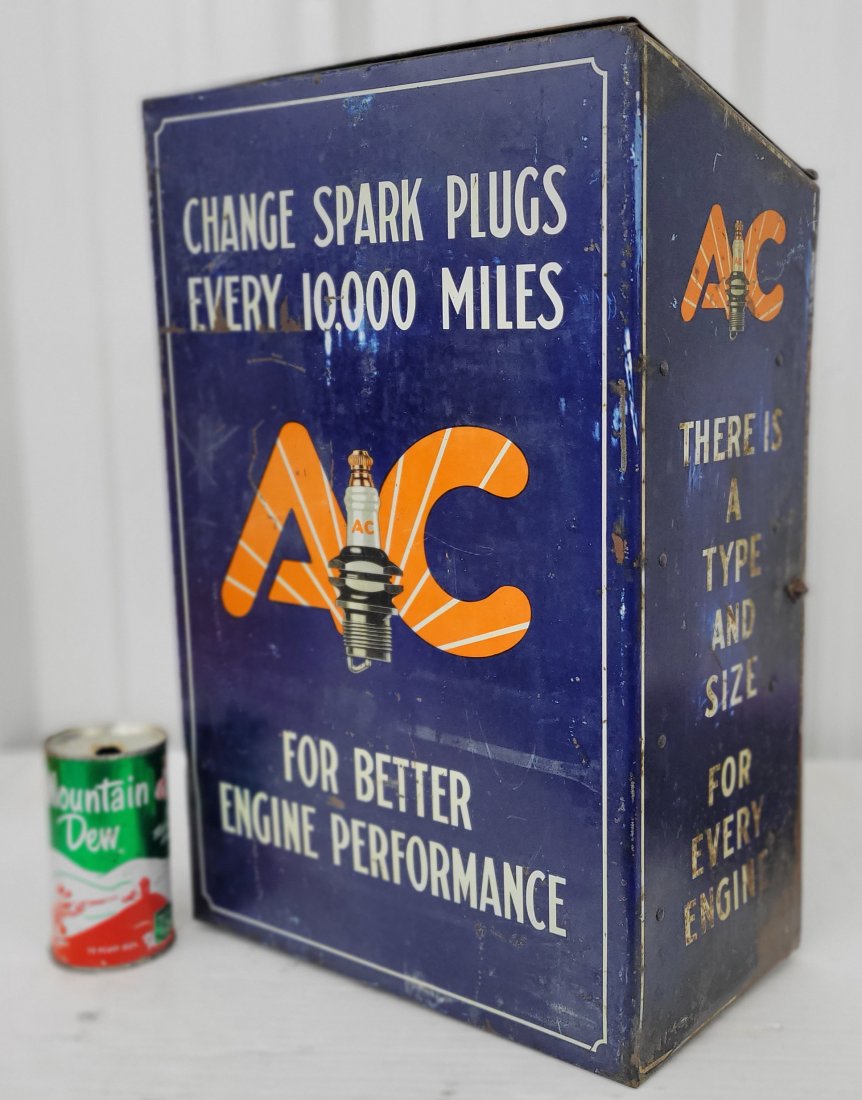 CHANGE SPARK PLUGS
EVERY 10,000 MILES
AC
AC
FOR BETTER
ENGINE PERFORMANCE
AC
THERE IS
A
TYPE
AND
SIZE
FOR
EVERY
ENGINE
Mountain
Dew